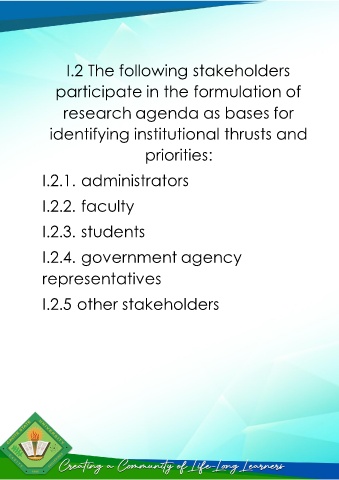 I.2 The following stakeholders
participate in the formulation of
research agenda as bases for
identifying institutional thrusts and
priorities:
I.2.1. administrators
I.2.2. faculty
I.2.3. students
I.2.4. government agency
representatives
I.2.5 other stakeholders
Creating a Community of Life-Long Learners